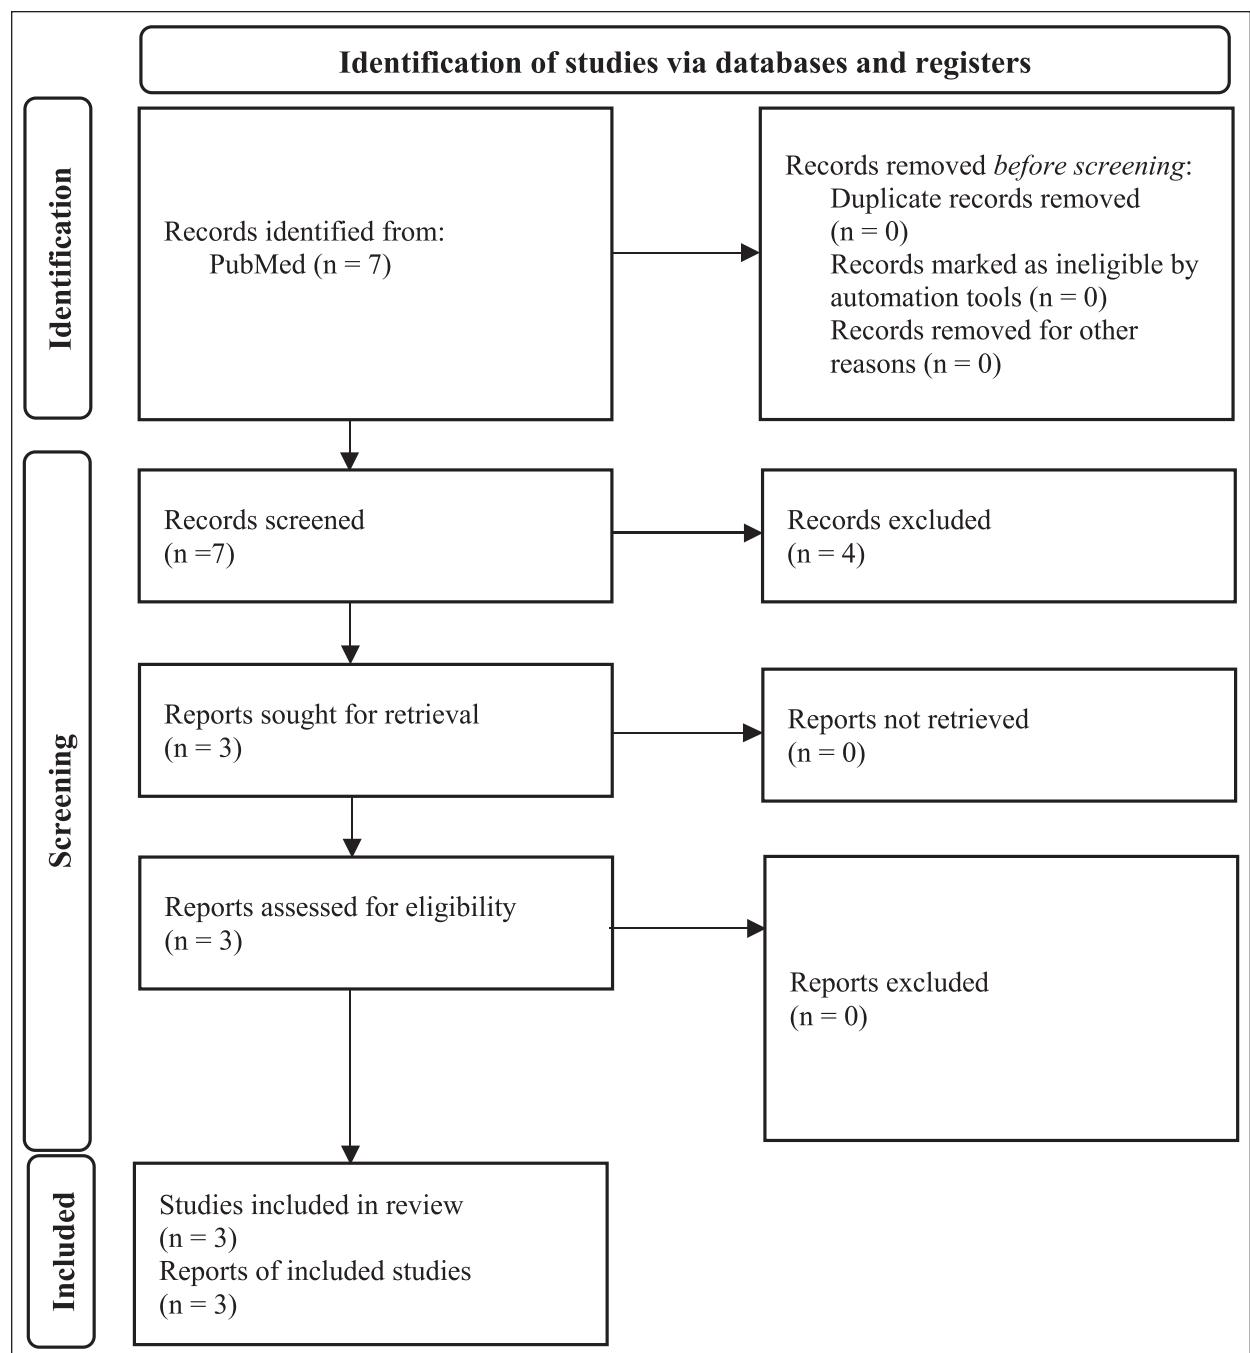 Identification of studies via databases and registers
Identification
Records identified from:
PubMed (n = 7)
Records removed before screening:
Duplicate records removed
(n = 0)
Records marked as ineligible by
automation tools (n = 0)
Records removed for other
reasons (n = 0)
Screening
Records screened
(n =7)
Records excluded
(n = 4)
Reports sought for retrieval
(n = 3)
Reports not retrieved
(n = 0)
Reports assessed for eligibility
(n = 3)
Reports excluded
(n = 0)
Included
Studies included in review
(n = 3)
Reports of included studies
(n = 3)